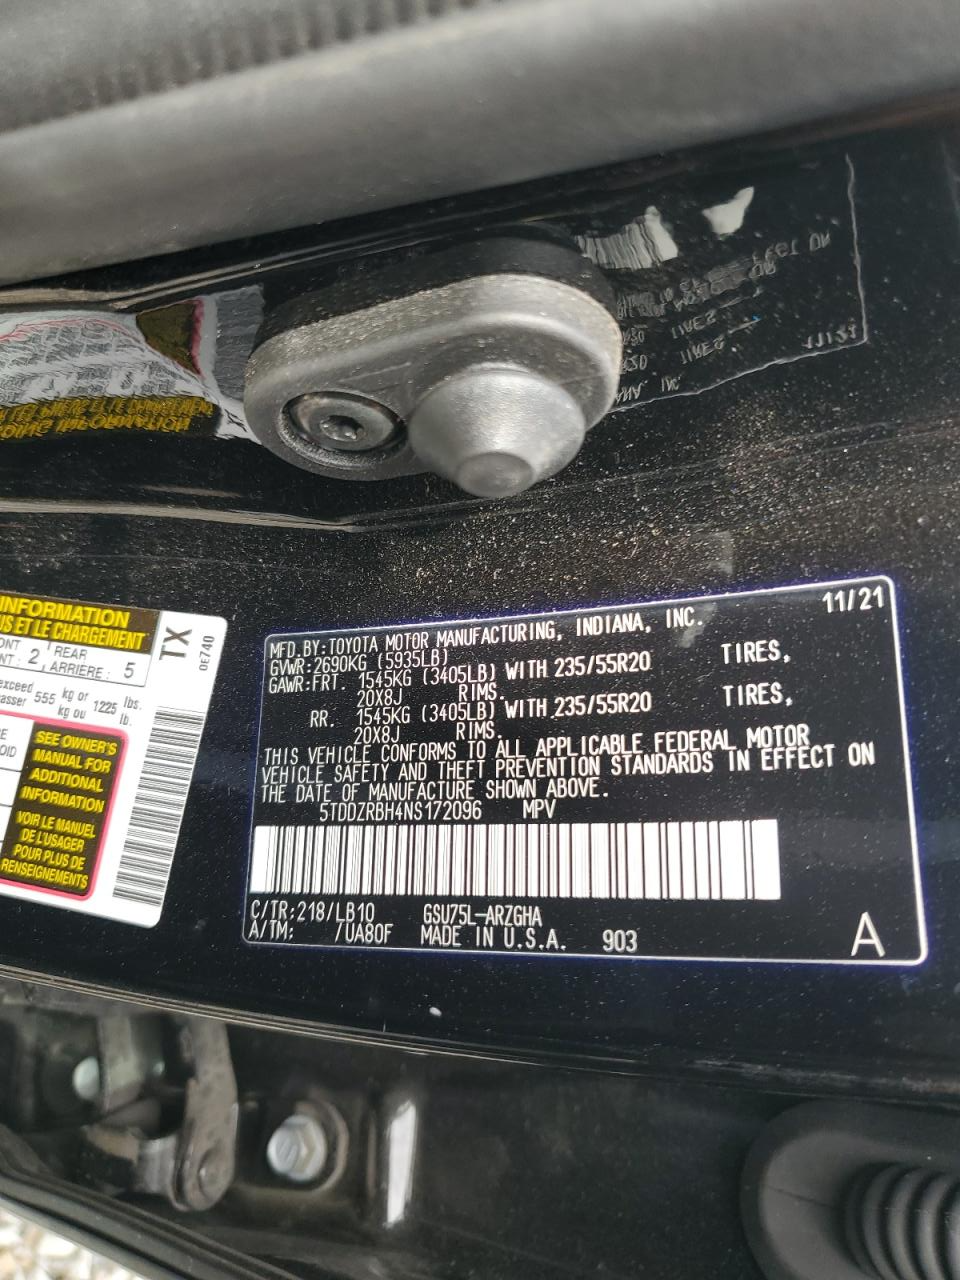 INFORMATION
US ET LE CHARGEMENT
2 REAR
ARRIÈRE : 5
TX
0E740
exceed 555 kg or 1225 lbs.
kg ou lb.
SEE OWNER'S
MANUAL FOR
ADDITIONAL
INFORMATION
VOIR LE MANUEL
DE L'USAGER
POUR PLUS DE
RENSEIGNEMENTS
11/21
MFD.BY:TOYOTA MOTOR MANUFACTURING, INDIANA, INC.
GVWR:2690KG (5935LB)
GAWR:FRT. 1545KG (3405LB) WITH 235/55R20 TIRES,
20X8J RIMS.
RR. 1545KG (3405LB) WITH 235/55R20 TIRES,
20X8J RIMS.
THIS VEHICLE CONFORMS TO ALL APPLICABLE FEDERAL MOTOR
VEHICLE SAFETY AND THEFT PREVENTION STANDARDS IN EFFECT ON
THE DATE OF MANUFACTURE SHOWN ABOVE.
5TDDZRBH4NS172096 MPV
C/TR:218/LB10 GSU75L-ARZGHA
A/TM: /UA80F MADE IN U.S.A. 903
A